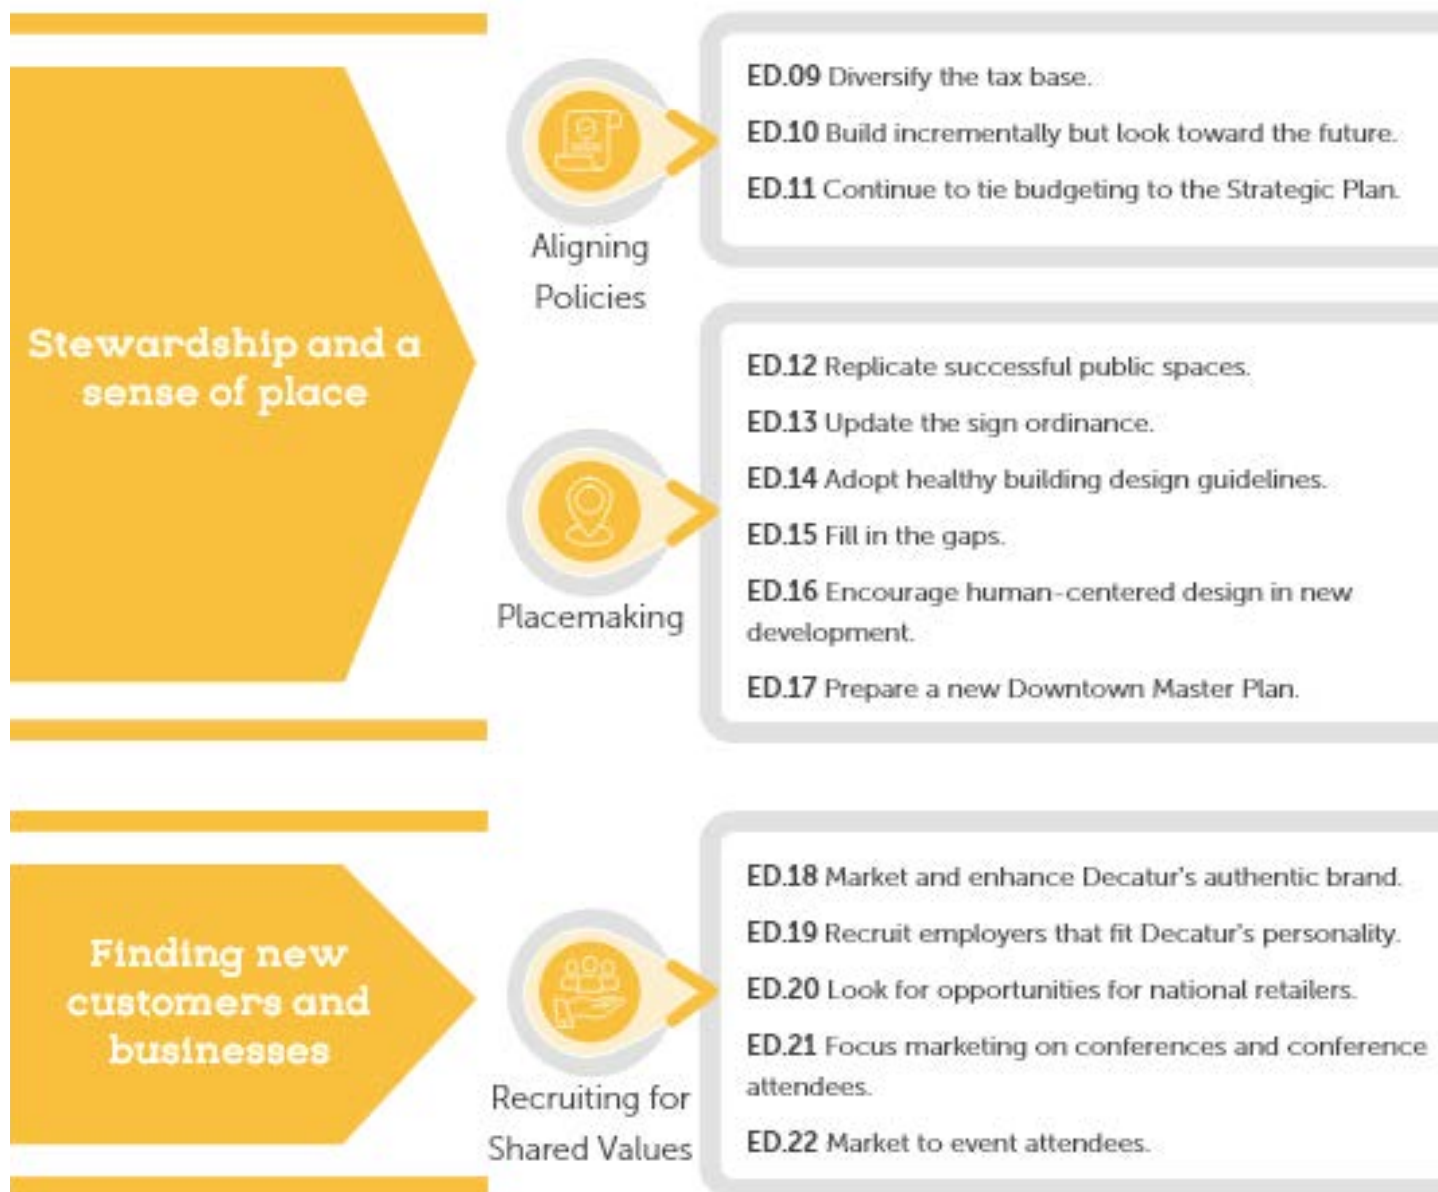 Stewardship and a
sense of place
Aligning
Policies
ED.09 Diversify the tax base.
ED.10 Build incrementally but look toward the future.
ED.11 Continue to tie budgeting to the Strategic Plan.
Placemaking
ED.12 Replicate successful public spaces.
ED.13 Update the sign ordinance.
ED.14 Adopt healthy building design guidelines.
ED.15 Fill in the gaps.
ED.16 Encourage human-centered design in new
development.
ED.17 Prepare a new Downtown Master Plan.
Finding new
customers and
businesses
Recruiting for
Shared Values
ED.18 Market and enhance Decatur's authentic brand.
ED.19 Recruit employers that fit Decatur's personality.
ED.20 Look for opportunities for national retailers.
ED.21 Focus marketing on conferences and conference
attendees.
ED.22 Market to event attendees.